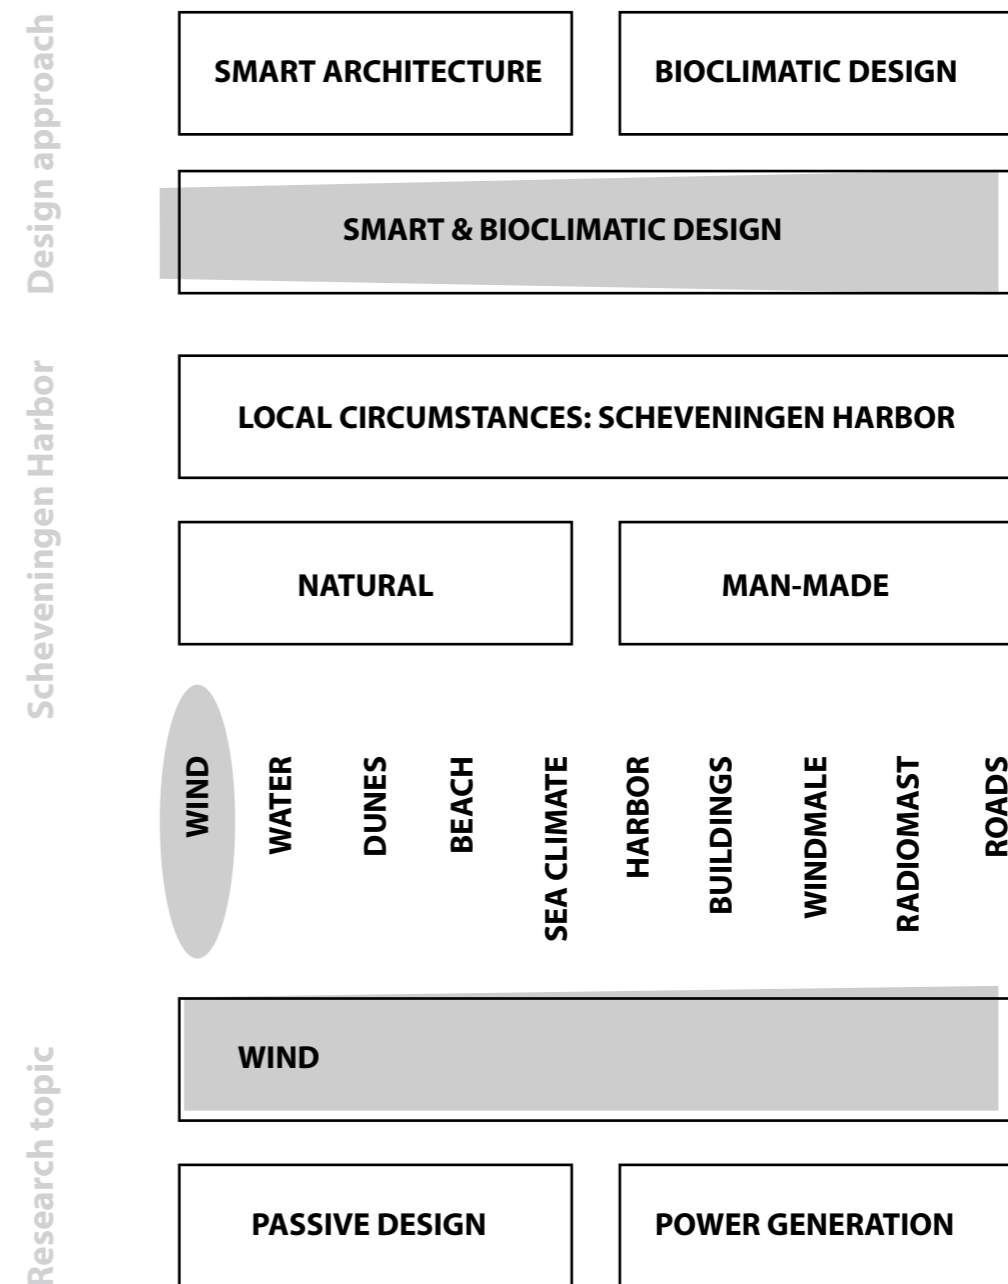 Design approach
SMART ARCHITECTURE
BIOCLIMATIC DESIGN
SMART & BIOCLIMATIC DESIGN
Scheveningen Harbor
LOCAL CIRCUMSTANCES: SCHEVENINGEN HARBOR
NATURAL
MAN-MADE
WIND
WATER
DUNES
BEACH
SEA CLIMATE
HARBOR
BUILDINGS
WINDMALE
RADIOMAST
ROADS
Research topic
WIND
PASSIVE DESIGN
POWER GENERATION